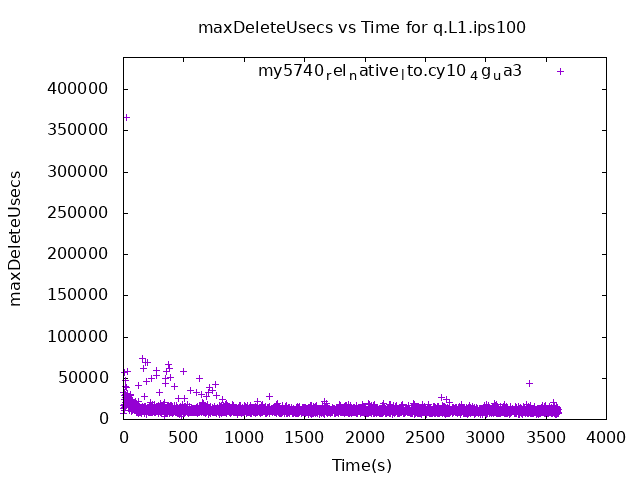 maxDeleteUsecs vs Time for q.L1.ips100
my5740relnativelto.cy104gua3
maxDeleteUsecs
400000
350000
300000
250000
200000
150000
100000
50000
0
0 500 1000 1500 2000 2500 3000 3500 4000
Time(s)